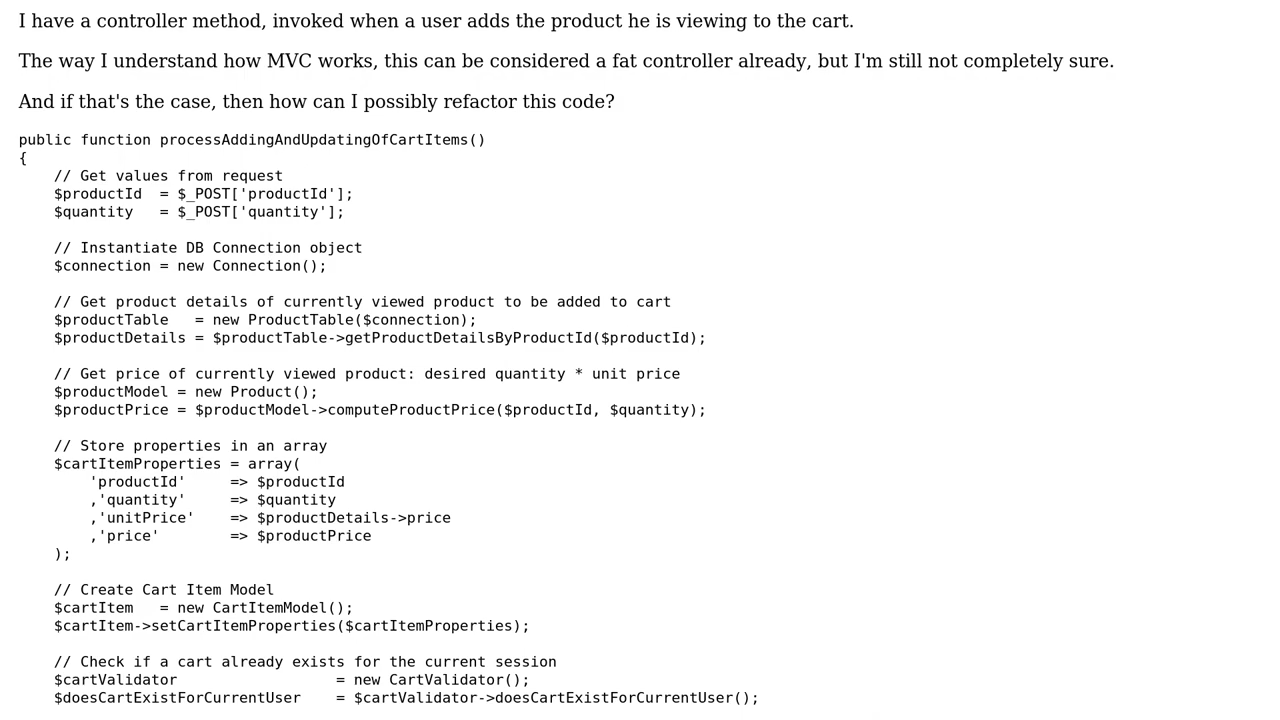 I have a controller method, invoked when a user adds the product he is viewing to the cart.
The way I understand how MVC works, this can be considered a fat controller already, but I'm still not completely sure.
And if that's the case, then how can I possibly refactor this code?
public function processAddingAndUpdatingOfCartItems()
{
    // Get values from request
    $productId  = $_POST['productId'];
    $quantity   = $_POST['quantity'];

    // Instantiate DB Connection object
    $connection = new Connection();

    // Get product details of currently viewed product to be added to cart
    $productTable   = new ProductTable($connection);
    $productDetails = $productTable->getProductDetailsByProductId($productId);

    // Get price of currently viewed product: desired quantity * unit price
    $productModel = new Product();
    $productPrice = $productModel->computeProductPrice($productId, $quantity);

    // Store properties in an array
    $cartItemProperties = array(
        'productId'     => $productId
        ,'quantity'     => $quantity
        ,'unitPrice'    => $productDetails->price
        ,'price'        => $productPrice
    );

    // Create Cart Item Model
    $cartItem   = new CartItemModel();
    $cartItem->setCartItemProperties($cartItemProperties);

    // Check if a cart already exists for the current session
    $cartValidator                  = new CartValidator();
    $doesCartExistForCurrentUser    = $cartValidator->doesCartExistForCurrentUser();